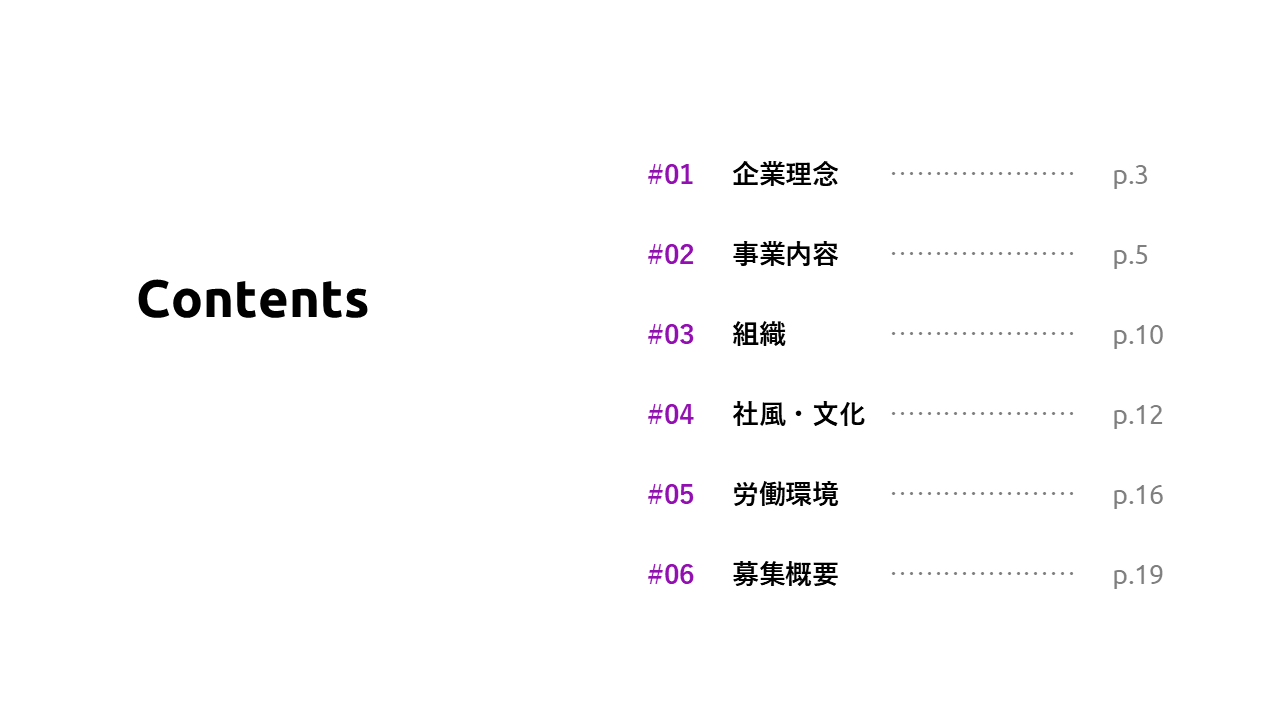 Contents
#01 企業理念 ····················· p.3
#02 事業内容 ····················· p.5
#03 組織 ····················· p.10
#04 社風・文化 ····················· p.12
#05 労働環境 ····················· p.16
#06 募集概要 ····················· p.19